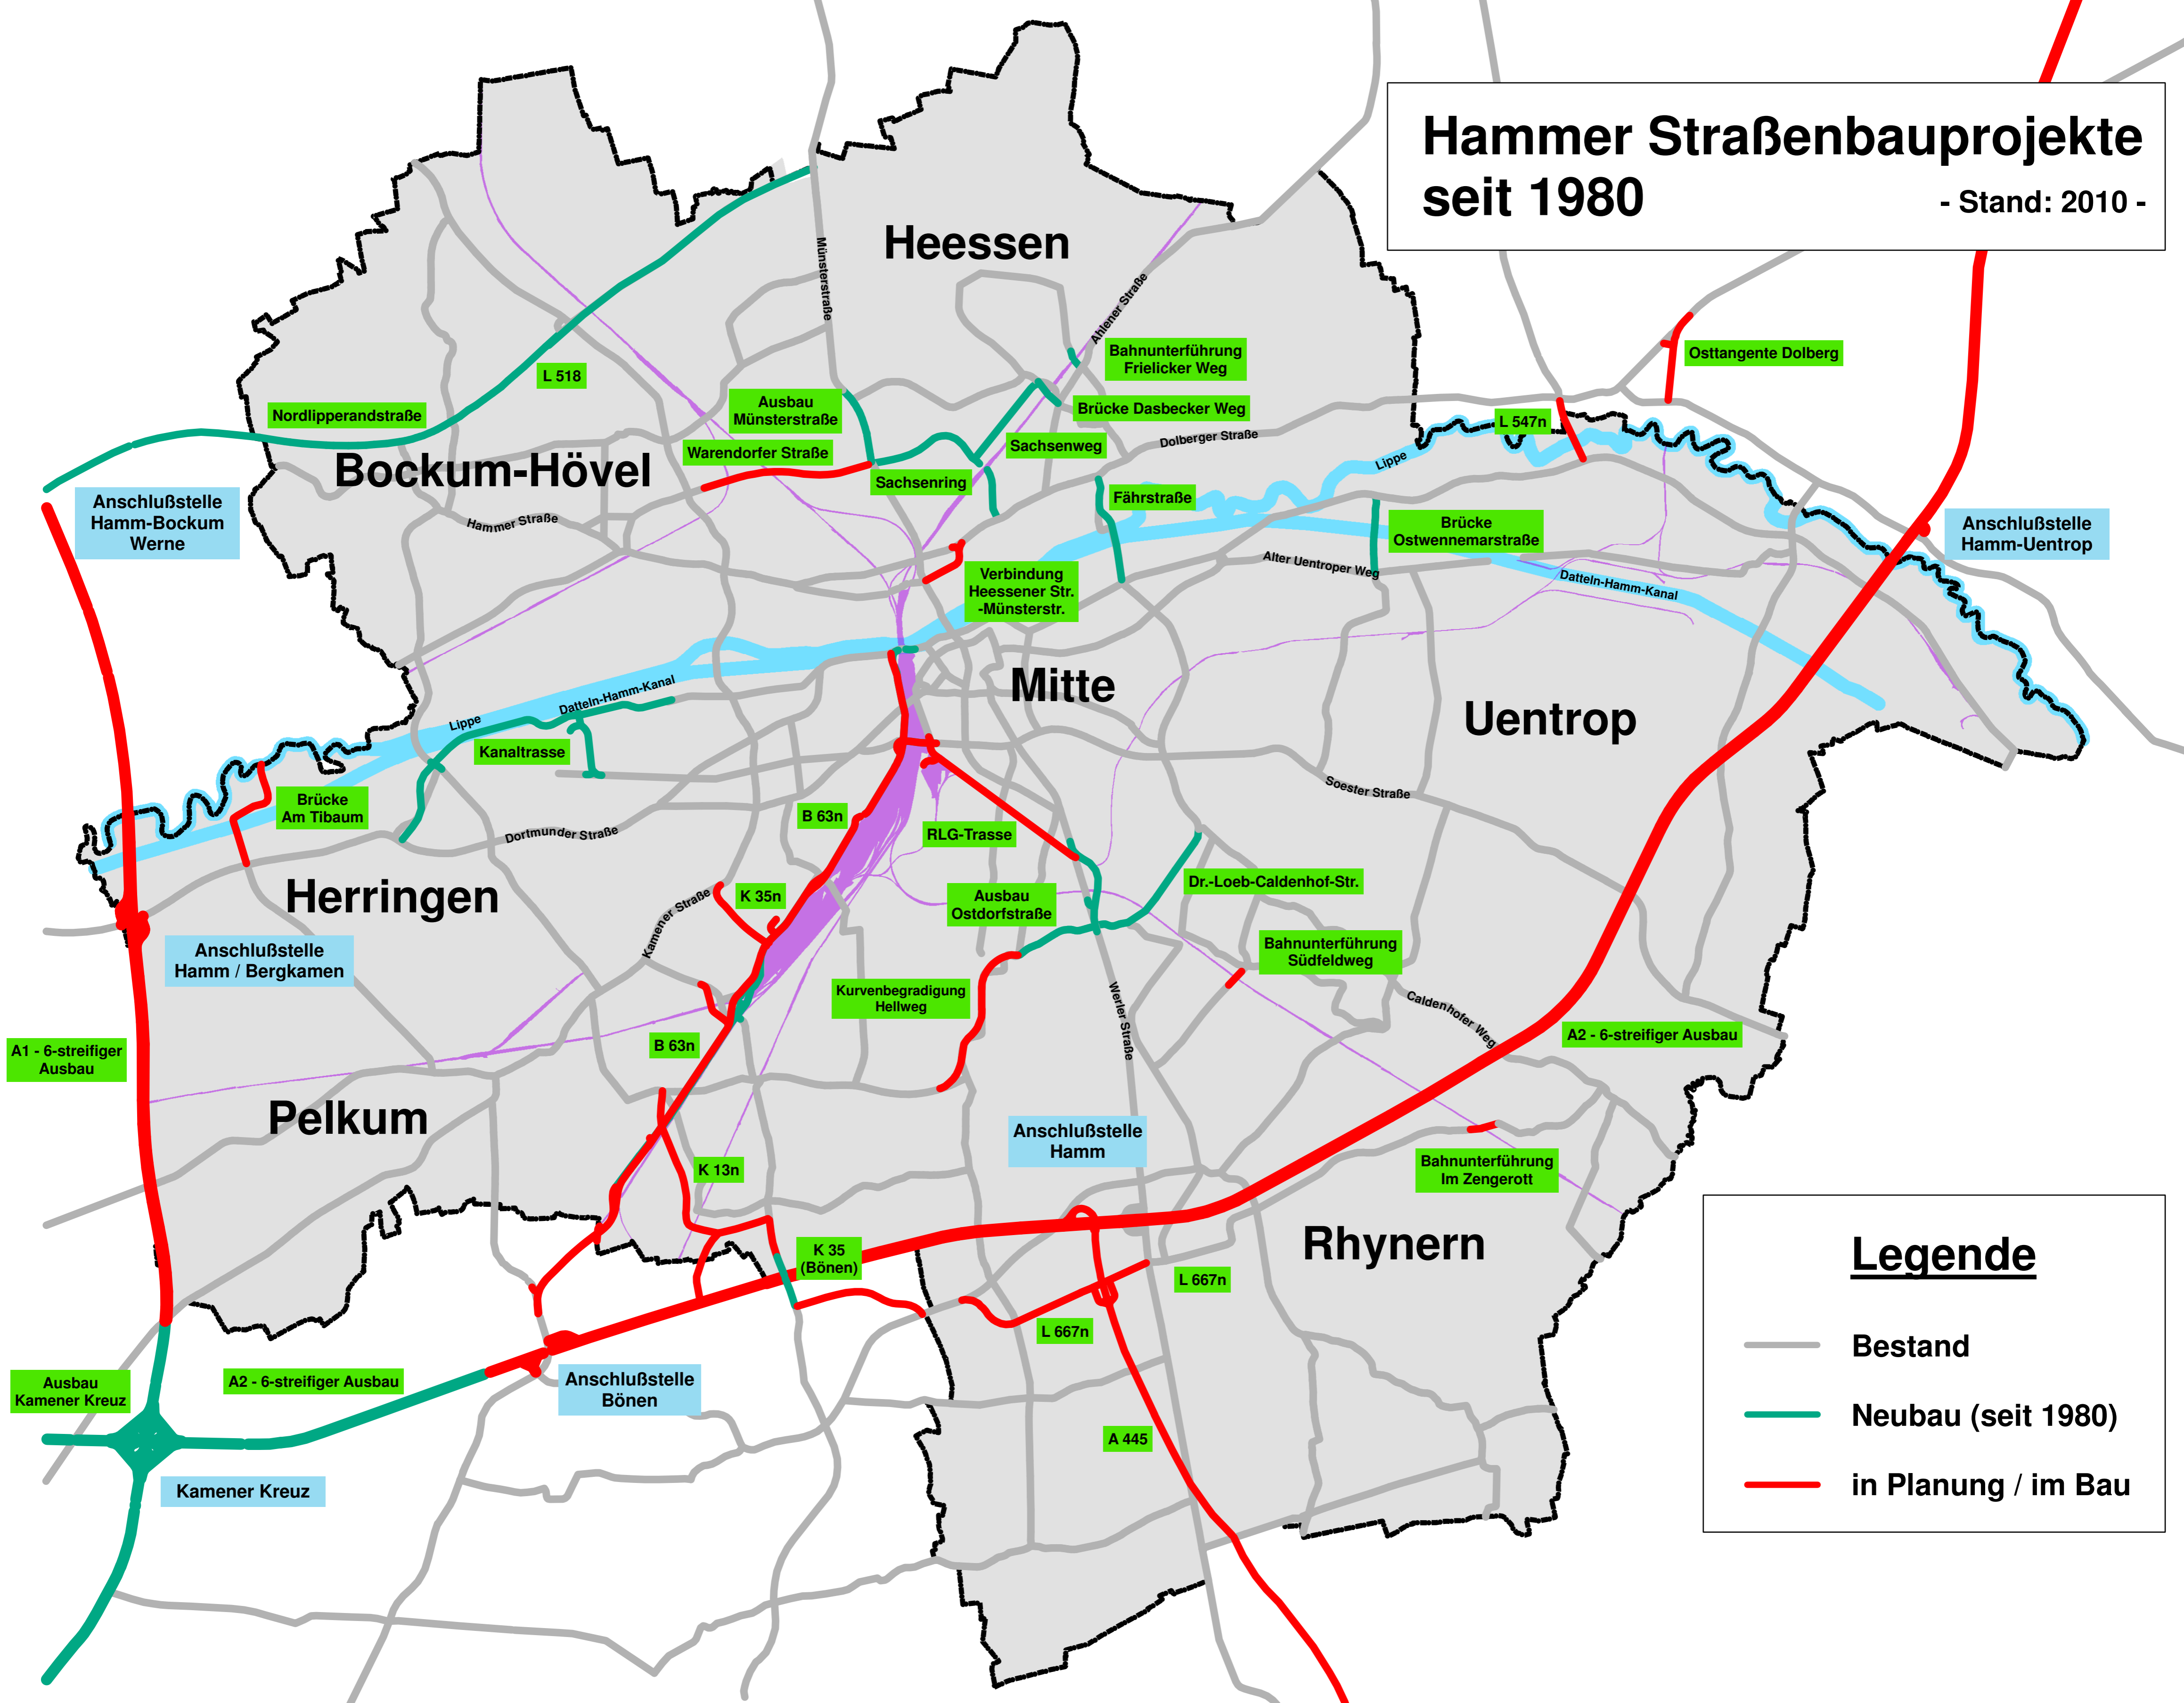 Hammer Straßenbauprojekte
seit 1980
- Stand: 2010 -
Heessen
Münsterstraße
Ahlener Straße
Bahnunterführung
Frielicker Weg
Osttangente Dolberg
L 518
Nordlipperandstraße
Ausbau
Münsterstraße
Brücke Dasbecker Weg
L 547n
Warendorfer Straße
Sachsenweg
Dolberger Straße
Lippe
Bockum-Hövel
Sachsenring
Fährstraße
Anschlußstelle
Hamm-Bockum
Werne
Hammer Straße
Brücke
Ostwennemarstraße
Anschlußstelle
Hamm-Uentrop
Alter Uentroper Weg
Datteln-Hamm-Kanal
Verbindung
Heessener Str.
-Münsterstr.
Mitte
Uentrop
Datteln-Hamm-Kanal
Lippe
Kanaltrasse
Soester Straße
Brücke
Am Tibaum
B 63n
RLG-Trasse
Dortmunder Straße
Herringen
K 35n
Kamener Straße
Ausbau
Ostdorfstraße
Dr.-Loeb-Caldenhof-Str.
Anschlußstelle
Hamm / Bergkamen
Bahnunterführung
Südfeldweg
Kurvenbegradigung
Hellweg
Werler Straße
Caldenhofer Weg
A1 - 6-streifiger
Ausbau
B 63n
A2 - 6-streifiger Ausbau
Pelkum
Anschlußstelle
Hamm
K 13n
Bahnunterführung
Im Zengerott
K 35
(Bönen)
Rhynern
L 667n
L 667n
Ausbau
Kamener Kreuz
A2 - 6-streifiger Ausbau
Anschlußstelle
Bönen
A 445
Kamener Kreuz
Legende
Bestand
Neubau (seit 1980)
in Planung / im Bau